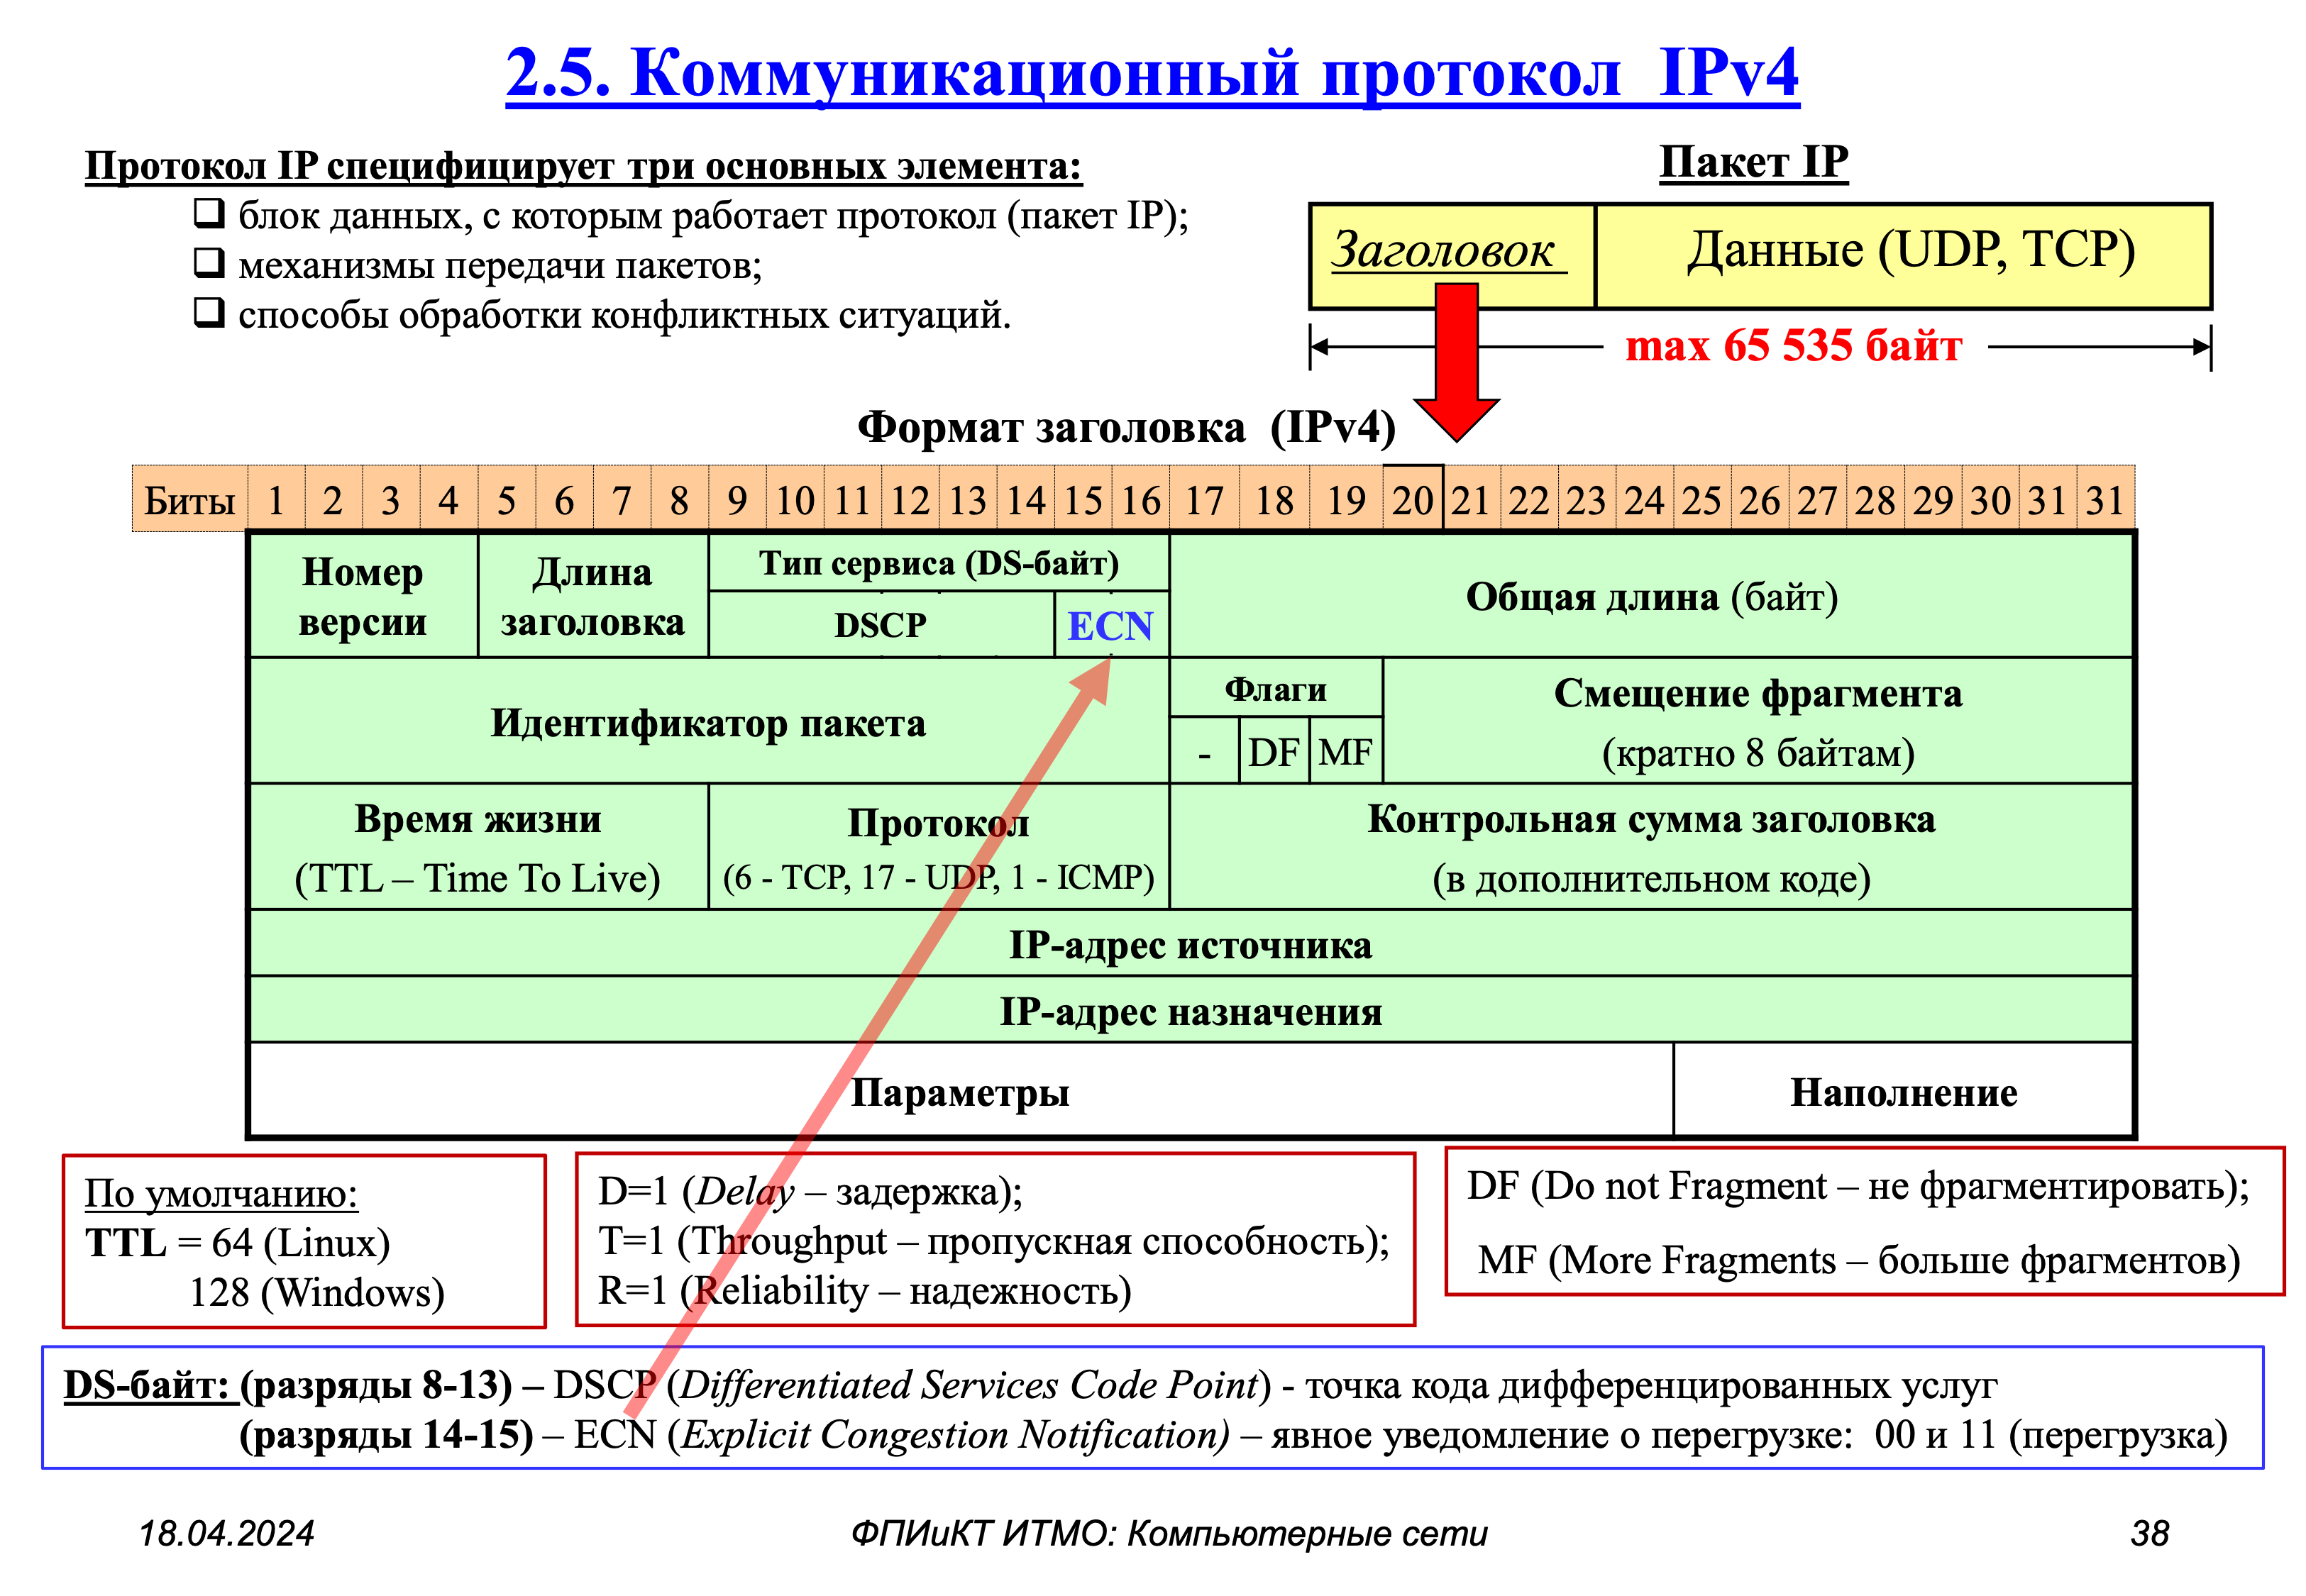 2.5. Коммуникационный протокол IPv4
Протокол IP специфицирует три основных элемента:
❑ блок данных, с которым работает протокол (пакет IP);
❑ механизмы передачи пакетов;
❑ способы обработки конфликтных ситуаций.
Пакет IP
Заголовок Данные (UDP, TCP)
max 65 535 байт
Формат заголовка (IPv4)
Биты 1 2 3 4 5 6 7 8 9 10 11 12 13 14 15 16 17 18 19 20 21 22 23 24 25 26 27 28 29 30 31 31
Номер
версии
Длина
заголовка
Тип сервиса (DS-байт)
DSCP ECN
Общая длина (байт)
Идентификатор пакета
Флаги
- DF MF
Смещение фрагмента
(кратно 8 байтам)
Время жизни
(TTL – Time To Live)
Протокол
(6 - TCP, 17 - UDP, 1 - ICMP)
Контрольная сумма заголовка
(в дополнительном коде)
IP-адрес источника
IP-адрес назначения
Параметры Наполнение
По умолчанию:
TTL = 64 (Linux)
128 (Windows)
D=1 (Delay – задержка);
T=1 (Throughput – пропускная способность);
R=1 (Reliability – надежность)
DF (Do not Fragment – не фрагментировать);
MF (More Fragments – больше фрагментов)
DS-байт: (разряды 8-13) – DSCP (Differentiated Services Code Point) - точка кода дифференцированных услуг
(разряды 14-15) – ECN (Explicit Congestion Notification) – явное уведомление о перегрузке: 00 и 11 (перегрузка)
18.04.2024 ФПИиКТ ИТМО: Компьютерные сети 38